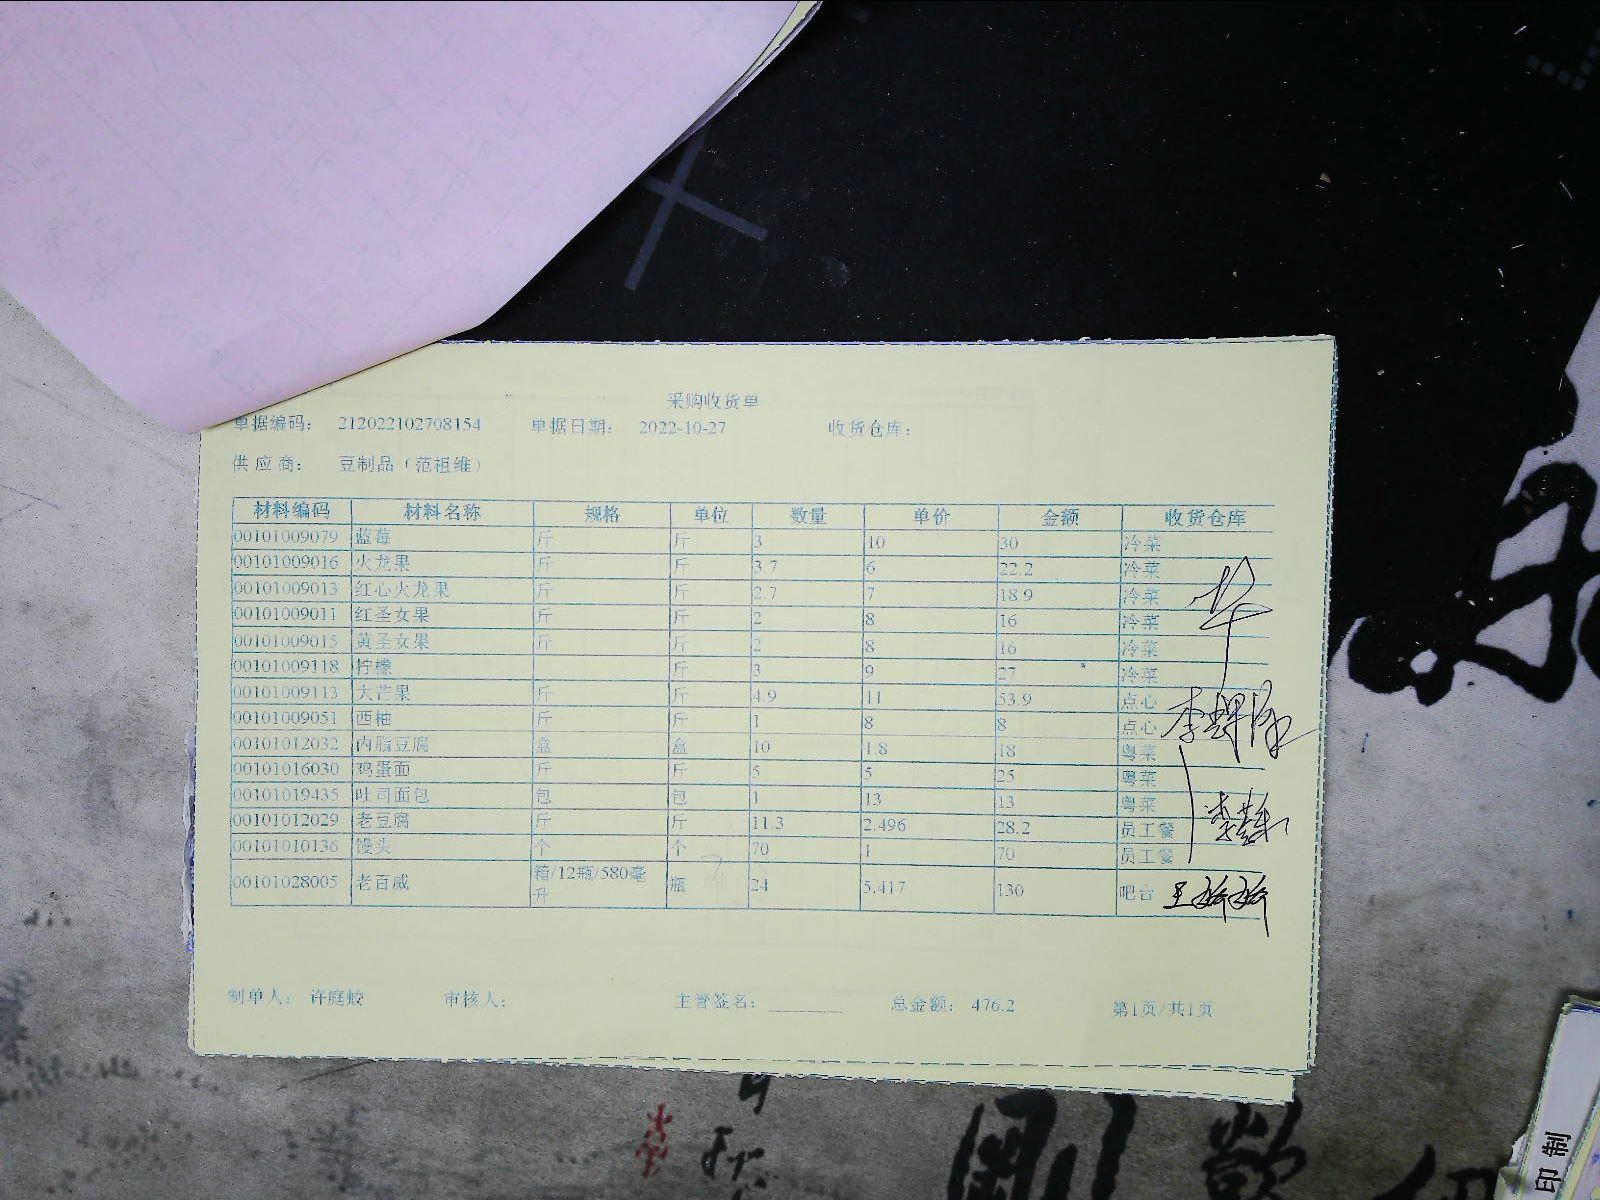 采购收货单
单据编码： 212022102708154 单据日期： 2022-10-27 收货仓库：
供应商： 豆制品（范祖维）
材料编码 材料名称 规格 单位 数量 单价 金额 收货仓库
00101009079 蓝莓 斤 斤 3 10 30 冷菜
00101009016 火龙果 斤 斤 3.7 6 22.2 冷菜
00101009013 红心火龙果 斤 斤 2.7 7 18.9 冷菜
00101009011 红圣女果 斤 斤 2 8 16 冷菜
00101009015 黄圣女果 斤 斤 2 8 16 冷菜
00101009118 柠檬 斤 3 9 27 冷菜
00101009113 大芒果 斤 斤 4.9 11 53.9 点心
00101009051 西柚 斤 斤 1 8 8 点心
00101012032 内脂豆腐 盒 盒 10 1.8 18 粤菜
00101016030 鸡蛋面 斤 斤 5 5 25 粤菜
00101019435 吐司面包 包 包 1 13 13 粤菜
00101012029 老豆腐 斤 斤 11.3 2.496 28.2 员工餐
00101010136 馒头 个 个 70 1 70 员工餐
00101028005 老百威 箱/12瓶/580毫升 瓶 24 5.417 130 吧台
制单人： 许庭蛟 审核人： 主管签名： 总金额： 476.2 第1页/共1页
印制